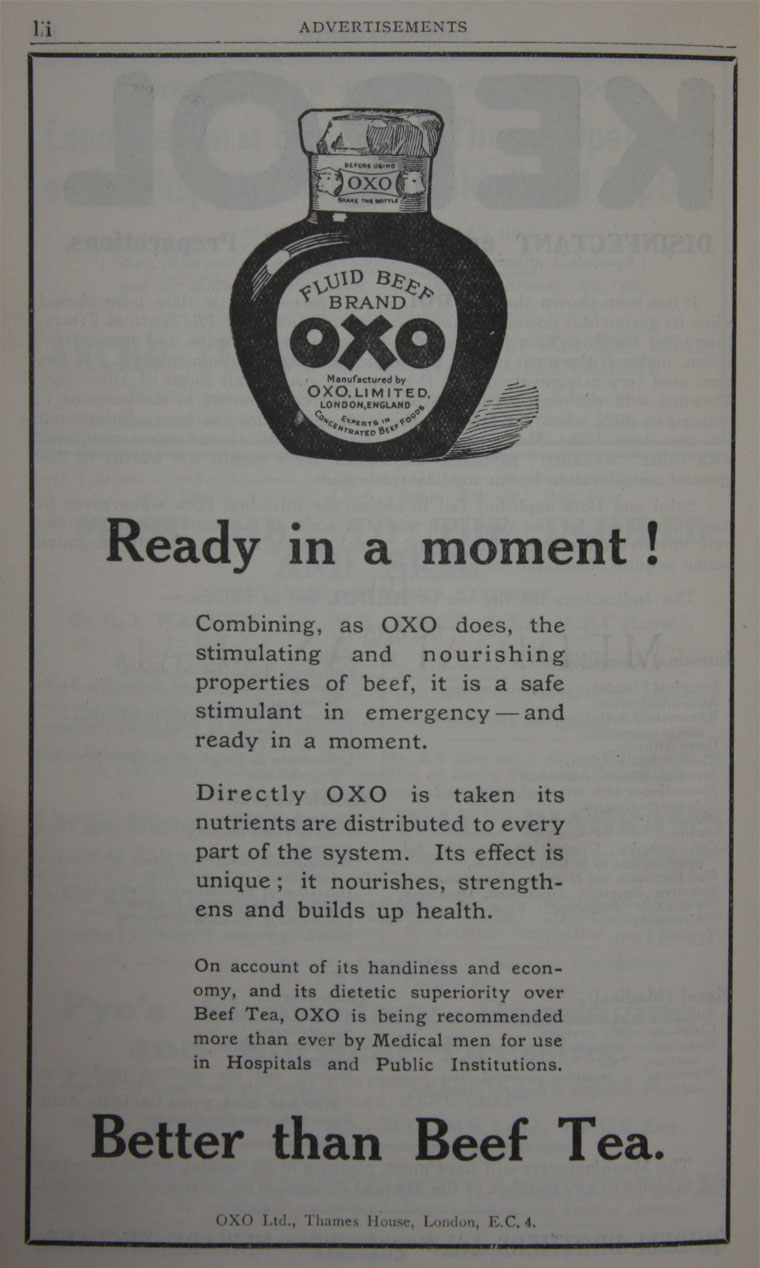 lii
ADVERTISEMENTS
BEFORE USING
OXO
SHAKE THE BOTTLE
FLUID BEEF
BRAND
OXO
Manufactured by
OXO, LIMITED,
LONDON, ENGLAND
EXPERTS IN
CONCENTRATED BEEF FOODS
Ready in a moment!
Combining, as OXO does, the
stimulating and nourishing
properties of beef, it is a safe
stimulant in emergency—and
ready in a moment.
Directly OXO is taken its
nutrients are distributed to every
part of the system. Its effect is
unique; it nourishes, strength-
ens and builds up health.
On account of its handiness and econ-
omy, and its dietetic superiority over
Beef Tea, OXO is being recommended
more than ever by Medical men for use
in Hospitals and Public Institutions.
Better than Beef Tea.
OXO Ltd., Thames House, London, E.C. 4.